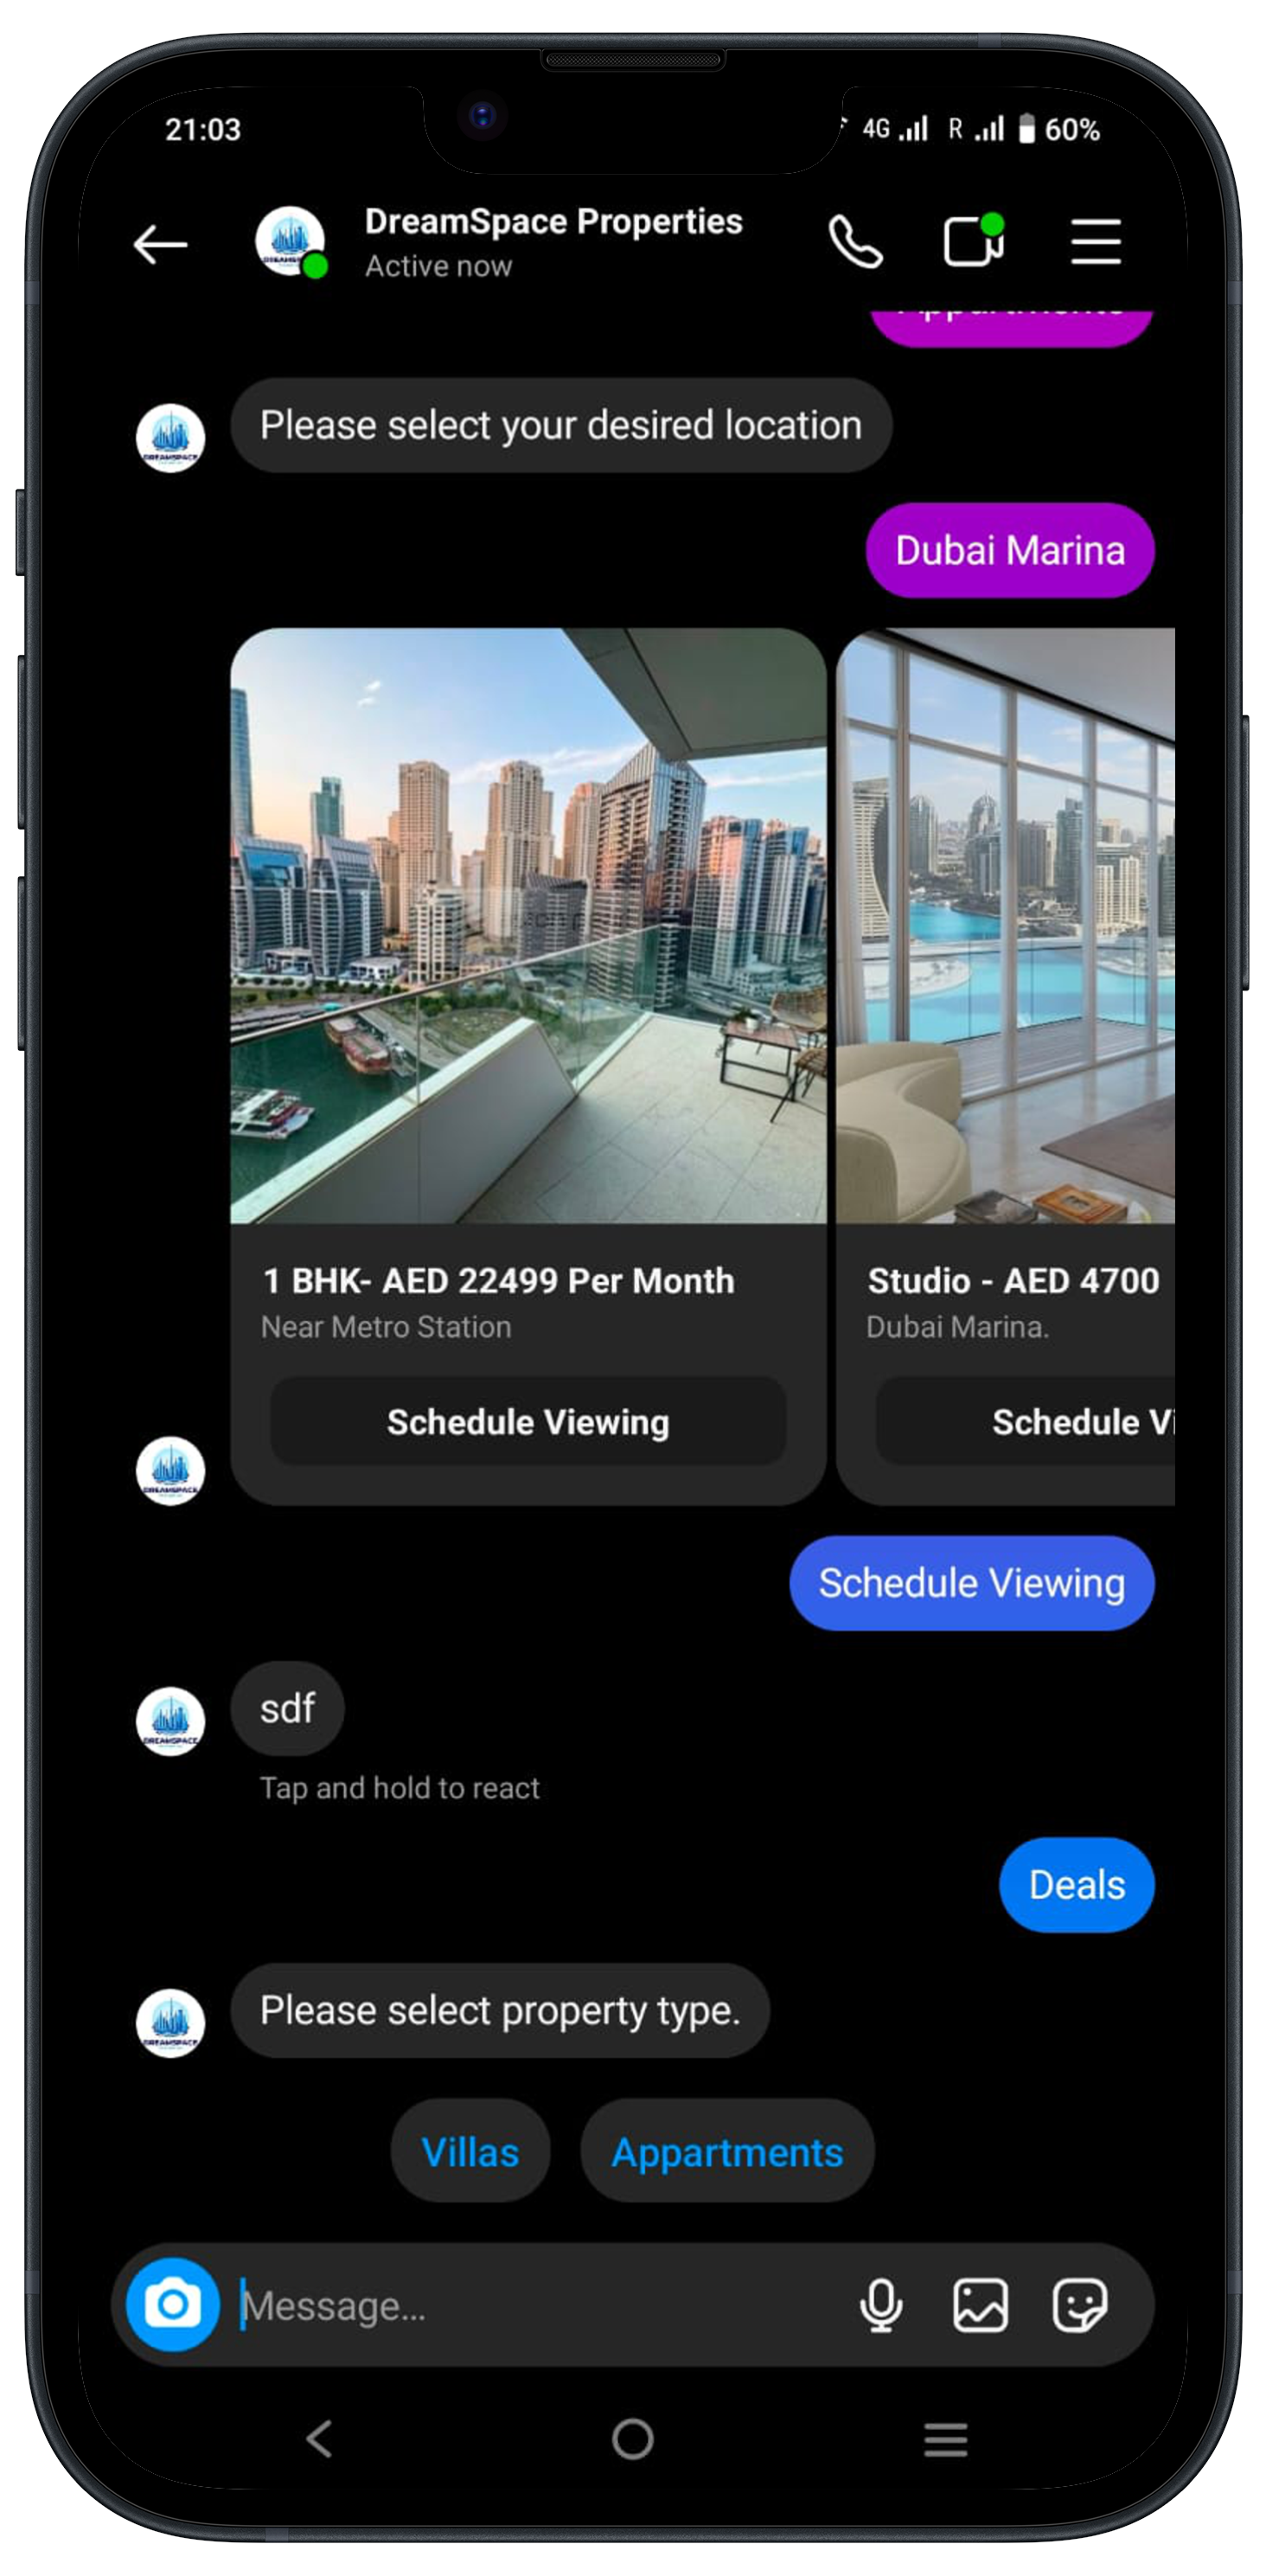 21:03
4G R 60%
DreamSpace Properties
Active now
Appartments
Please select your desired location
Dubai Marina
1 BHK- AED 22499 Per Month
Near Metro Station
Schedule Viewing
Studio - AED 4700
Dubai Marina.
Schedule Vi
Schedule Viewing
sdf
Tap and hold to react
Deals
Please select property type.
Villas
Appartments
Message...